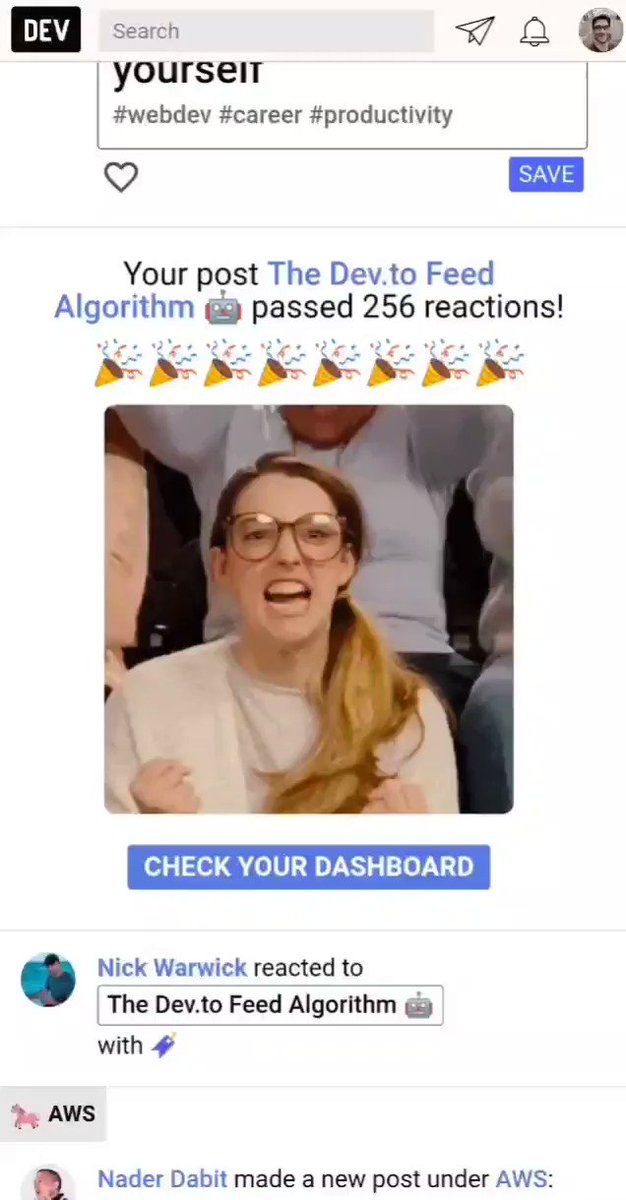 DEV
Search
yourself
#webdev #career #productivity
SAVE
Your post The Dev.to Feed
Algorithm 🤖 passed 256 reactions!
🎉🎉🎉🎉🎉🎉🎉🎉
CHECK YOUR DASHBOARD
Nick Warwick reacted to
The Dev.to Feed Algorithm 🤖
with
AWS
Nader Dabit made a new post under AWS: